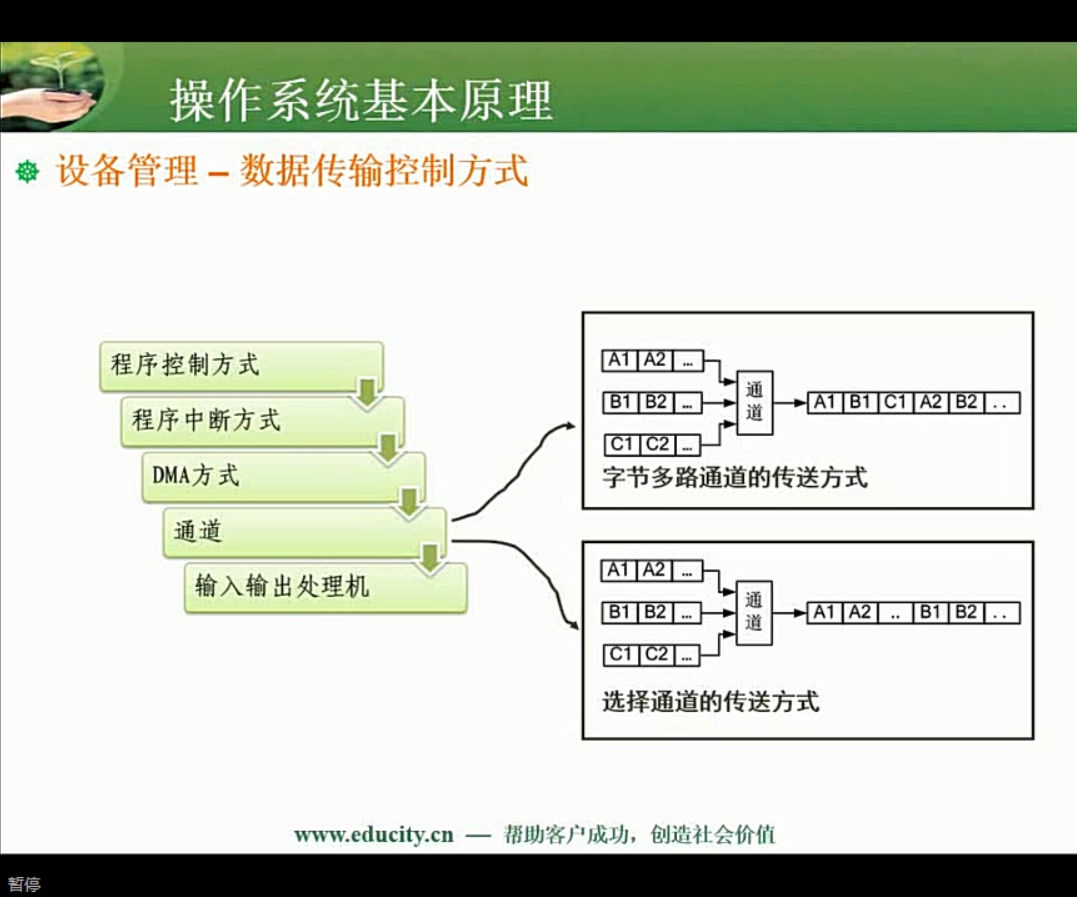 操作系统基本原理
设备管理 – 数据传输控制方式
程序控制方式
程序中断方式
DMA方式
通道
输入输出处理机
A1 A2 ...
B1 B2 ...
C1 C2 ...
通道
A1 B1 C1 A2 B2 . .
字节多路通道的传送方式
A1 A2 ...
B1 B2 ...
C1 C2 ...
通道
A1 A2 .. B1 B2 . .
选择通道的传送方式
www.educity.cn — 帮助客户成功，创造社会价值
暂停